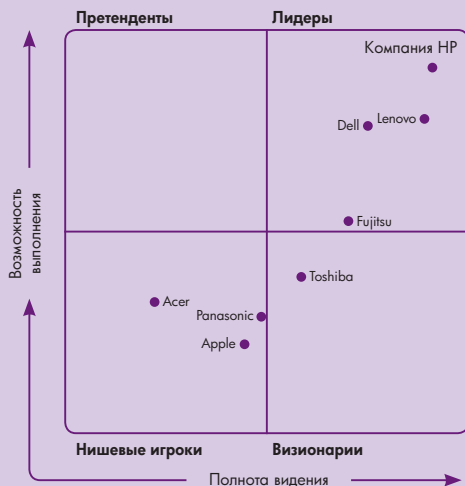 Претенденты
Лидеры
Компания HP
Dell
Lenovo
Fujitsu
Возможность
выполнения
Toshiba
Acer
Panasonic
Apple
Нишевые игроки
Визионарии
Полнота видения